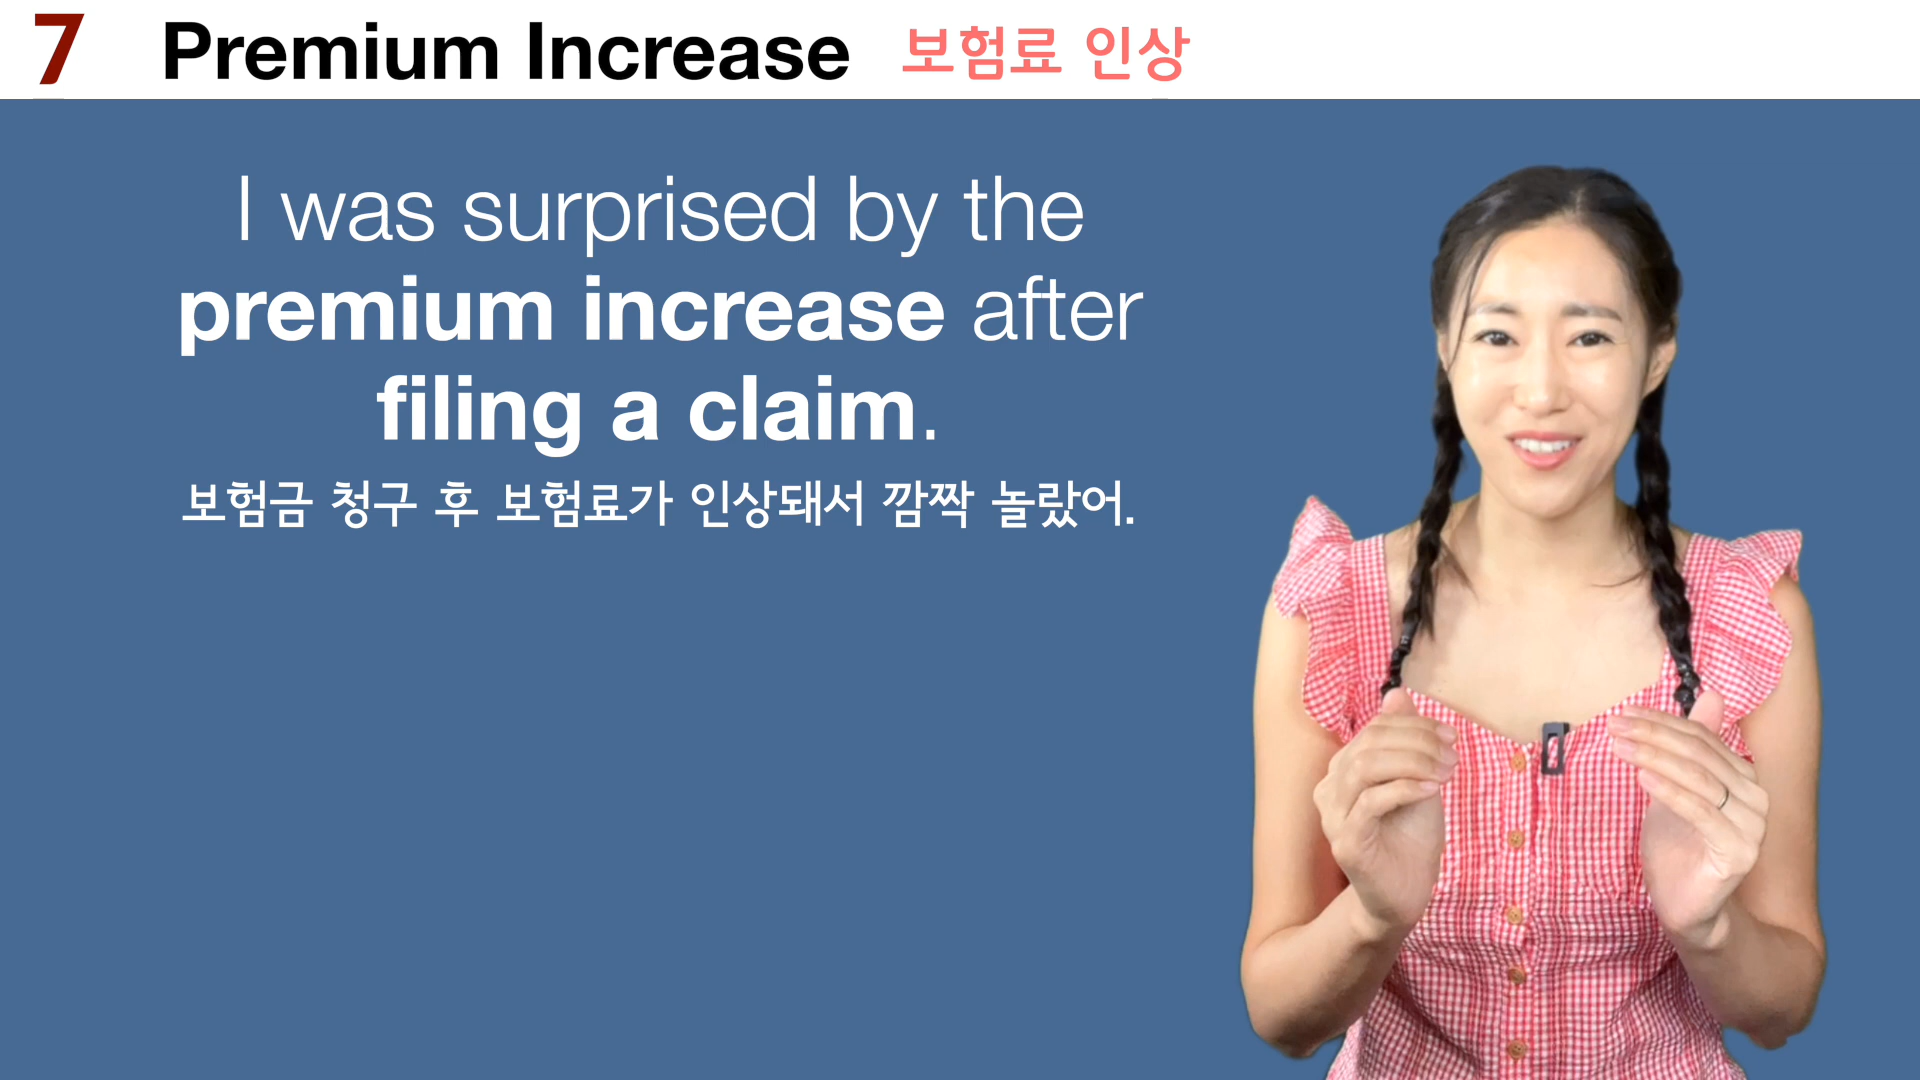 7 Premium Increase 보험료 인상
I was surprised by the
premium increase after
filing a claim.
보험금 청구 후 보험료가 인상돼서 깜짝 놀랐어.